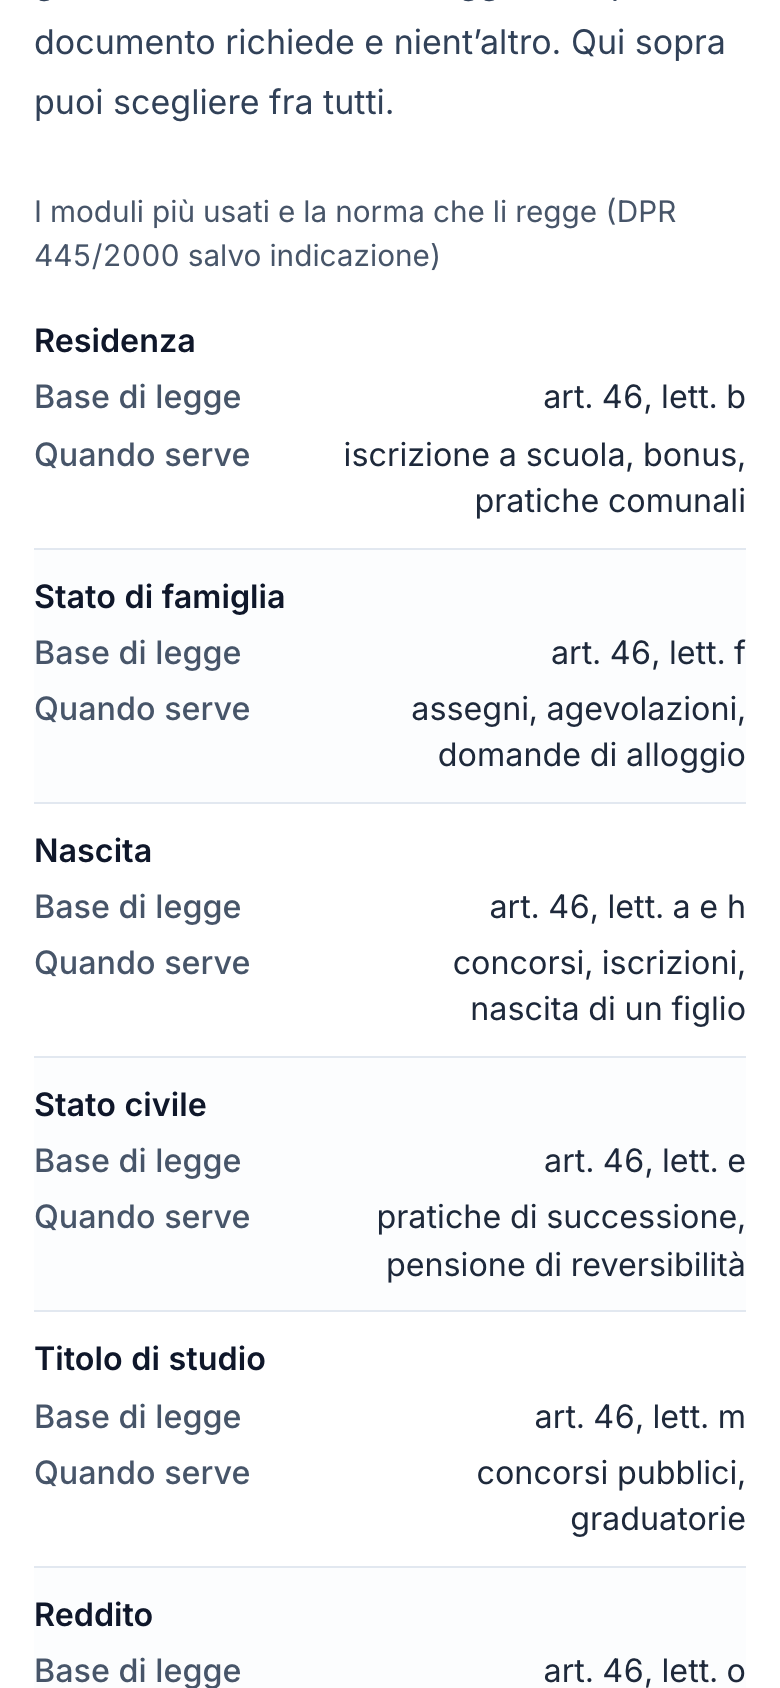 documento richiede e nient’altro. Qui sopra
puoi scegliere fra tutti.
I moduli più usati e la norma che li regge (DPR
445/2000 salvo indicazione)
Residenza
Base di legge art. 46, lett. b
Quando serve iscrizione a scuola, bonus,
pratiche comunali
Stato di famiglia
Base di legge art. 46, lett. f
Quando serve assegni, agevolazioni,
domande di alloggio
Nascita
Base di legge art. 46, lett. a e h
Quando serve concorsi, iscrizioni,
nascita di un figlio
Stato civile
Base di legge art. 46, lett. e
Quando serve pratiche di successione,
pensione di reversibilità
Titolo di studio
Base di legge art. 46, lett. m
Quando serve concorsi pubblici,
graduatorie
Reddito
Base di legge art. 46, lett. o